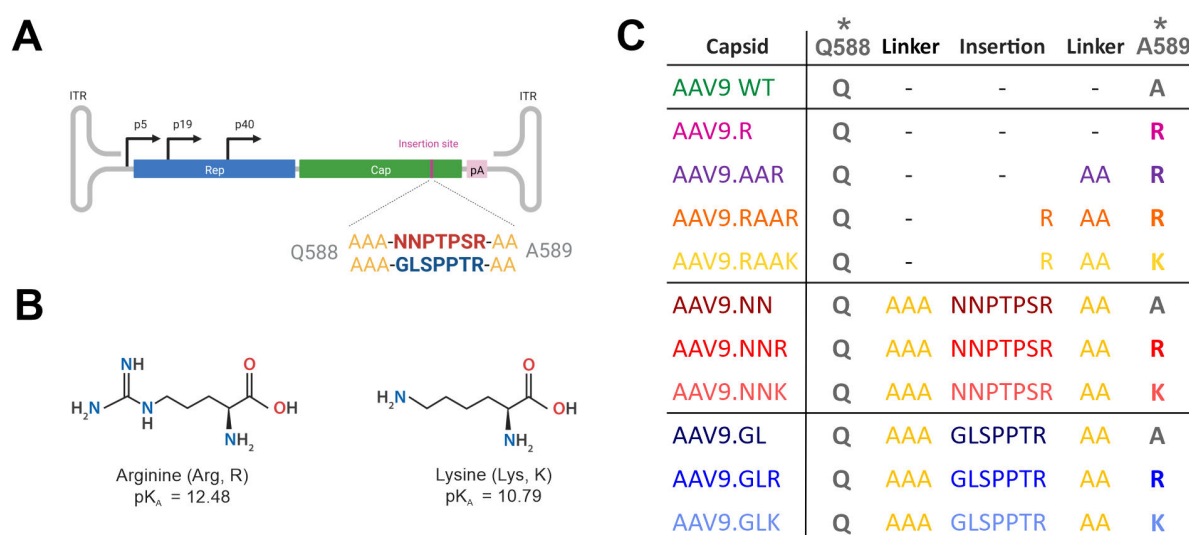 A
ITR
ITR
p5
p19
p40
Insertion site
Rep
Cap
pA
Q588
AAA-NNPTPSR-AA
AAA-GLSPPTR-AA
A589
B
NH
H₂N
N
H
O
OH
NH₂
Arginine (Arg, R)
pKₐ = 12.48
H₂N
O
OH
NH₂
Lysine (Lys, K)
pKₐ = 10.79
C
* *
Capsid Q588 Linker Insertion Linker A589
AAV9 WT Q - - - A
AAV9.R Q - - - R
AAV9.AAR Q - - AA R
AAV9.RAAR Q - R AA R
AAV9.RAAK Q - R AA K
AAV9.NN Q AAA NNPTPSR AA A
AAV9.NNR Q AAA NNPTPSR AA R
AAV9.NNK Q AAA NNPTPSR AA K
AAV9.GL Q AAA GLSPPTR AA A
AAV9.GLR Q AAA GLSPPTR AA R
AAV9.GLK Q AAA GLSPPTR AA K